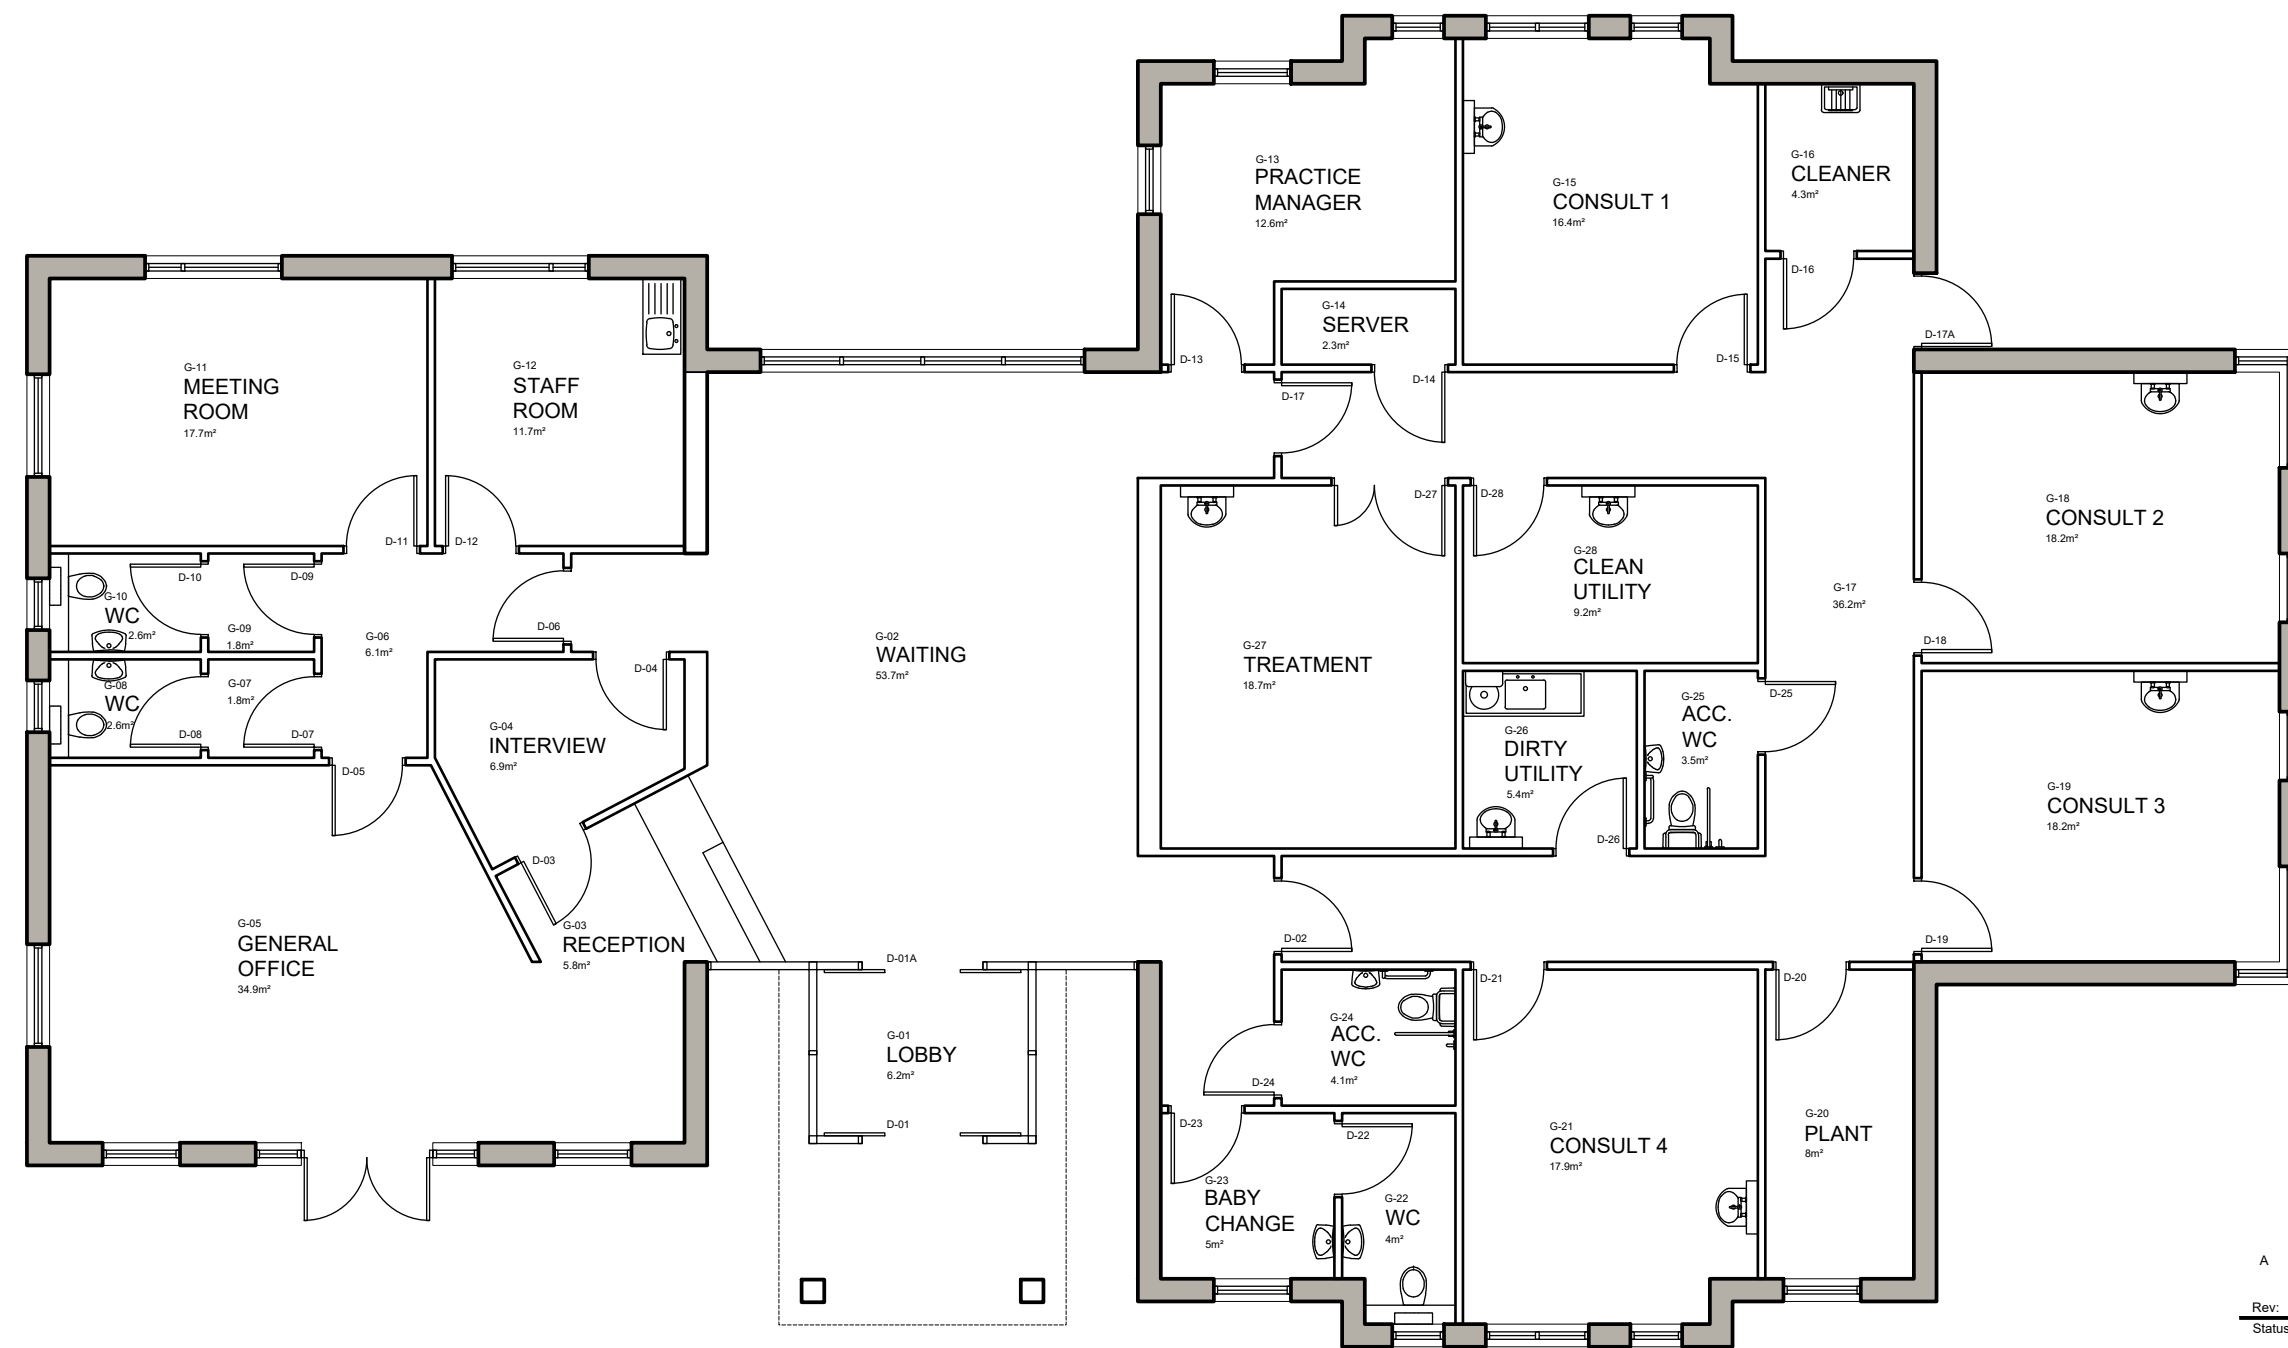 G-13
PRACTICE
MANAGER
12.6m²
G-15
CONSULT 1
16.4m²
G-16
CLEANER
4.3m²
D-16
G-14
SERVER
2.3m²
D-13
D-14
D-15
D-17A
D-17
G-11
MEETING
ROOM
17.7m²
G-12
STAFF
ROOM
11.7m²
D-11
D-12
D-10
D-09
G-10
WC
2.6m²
G-09
1.8m²
G-06
6.1m²
D-06
D-04
G-08
WC
2.6m²
G-07
1.8m²
D-08
D-07
D-05
G-04
INTERVIEW
6.9m²
D-03
G-02
WAITING
53.7m²
D-27
D-28
G-28
CLEAN
UTILITY
9.2m²
G-27
TREATMENT
18.7m²
G-17
36.2m²
G-18
CONSULT 2
18.2m²
D-18
G-25
ACC.
WC
3.5m²
D-25
G-26
DIRTY
UTILITY
5.4m²
D-26
G-19
CONSULT 3
18.2m²
D-19
G-05
GENERAL
OFFICE
34.9m²
G-03
RECEPTION
5.8m²
D-01A
G-01
LOBBY
6.2m²
D-01
D-02
D-21
D-20
G-24
ACC.
WC
4.1m²
D-24
D-23
D-22
G-23
BABY
CHANGE
5m²
G-22
WC
4m²
G-21
CONSULT 4
17.9m²
G-20
PLANT
8m²
A
Rev:
Status